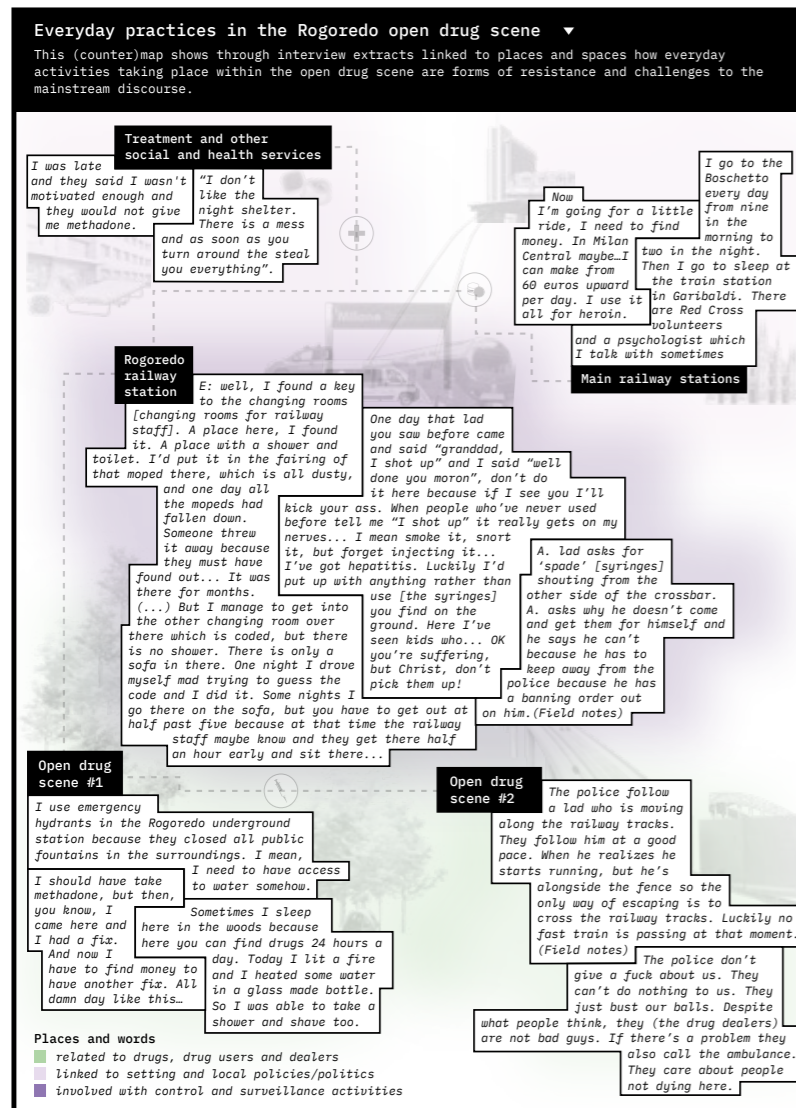 Everyday practices in the Rogoredo open drug scene ▼
This (counter)map shows through interview extracts linked to places and spaces how everyday
activities taking place within the open drug scene are forms of resistance and challenges to the
mainstream discourse.
Treatment and other
social and health services
I was late
and they said I wasn't
motivated enough and
they would not give
me methadone.
“I don’t
like the
night shelter.
There is a mess
and as soon as you
turn around the steal
you everything”.
Now
I’m going for a little
ride, I need to find
money. In Milan
Central maybe…I
can make from
60 euros upward
per day. I use it
all for heroin.
I go to the
Boschetto
every day
from nine
in the
morning to
two in the night.
Then I go to sleep at
the train station
in Garibaldi. There
are Red Cross
volunteers
and a psychologist which
I talk with sometimes
Main railway stations
Rogoredo
railway
station
E: well, I found a key
to the changing rooms
[changing rooms for railway
staff]. A place here, I found
it. A place with a shower and
toilet. I’d put it in the fairing of
that moped there, which is all dusty,
and one day all
the mopeds had
fallen down.
Someone threw
it away because
they must have
found out... It was
there for months.
(...) But I manage to get into
the other changing room over
there which is coded, but there
is no shower. There is only a
sofa in there. One night I drove
myself mad trying to guess the
code and I did it. Some nights I
go there on the sofa, but you have to get out at
half past five because at that time the railway
staff maybe know and they get there half
an hour early and sit there...
One day that lad
you saw before came
and said “granddad,
I shot up” and I said “well
done you moron”, don’t do
it here because if I see you I’ll
kick your ass. When people who’ve never used
before tell me “I shot up” it really gets on my
nerves... I mean smoke it, snort
it, but forget injecting it...
I’ve got hepatitis. Luckily I’d
put up with anything rather than
use [the syringes]
you find on the
ground. Here I’ve
seen kids who... OK
you’re suffering,
but Christ, don’t
pick them up!
A. lad asks for
‘spade’ [syringes]
shouting from the
other side of the crossbar.
A. asks why he doesn’t come
and get them for himself and
he says he can’t
because he has to
keep away from the
police because he has
a banning order out
on him.(Field notes)
Open drug
scene #1
I use emergency
hydrants in the Rogoredo underground
station because they closed all public
fountains in the surroundings. I mean,
I need to have access
to water somehow.
I should have take
methadone, but then,
you know, I
came here and
I had a fix.
And now I
have to find money to
have another fix. All
damn day like this…
Sometimes I sleep
here in the woods because
here you can find drugs 24 hours a
day. Today I lit a fire
and I heated some water
in a glass made bottle.
So I was able to take a
shower and shave too.
Open drug
scene #2
The police follow
a lad who is moving
along the railway tracks.
They follow him at a good
pace. When he realizes he
starts running, but he’s
alongside the fence so the
only way of escaping is to
cross the railway tracks. Luckily no
fast train is passing at that moment.
(Field notes)
The police don’t
give a fuck about us. They
can’t do nothing to us. They
just bust our balls. Despite
what people think, they (the drug dealers)
are not bad guys. If there’s a problem they
also call the ambulance.
They care about people
not dying here.
Places and words
related to drugs, drug users and dealers
linked to setting and local policies/politics
involved with control and surveillance activities